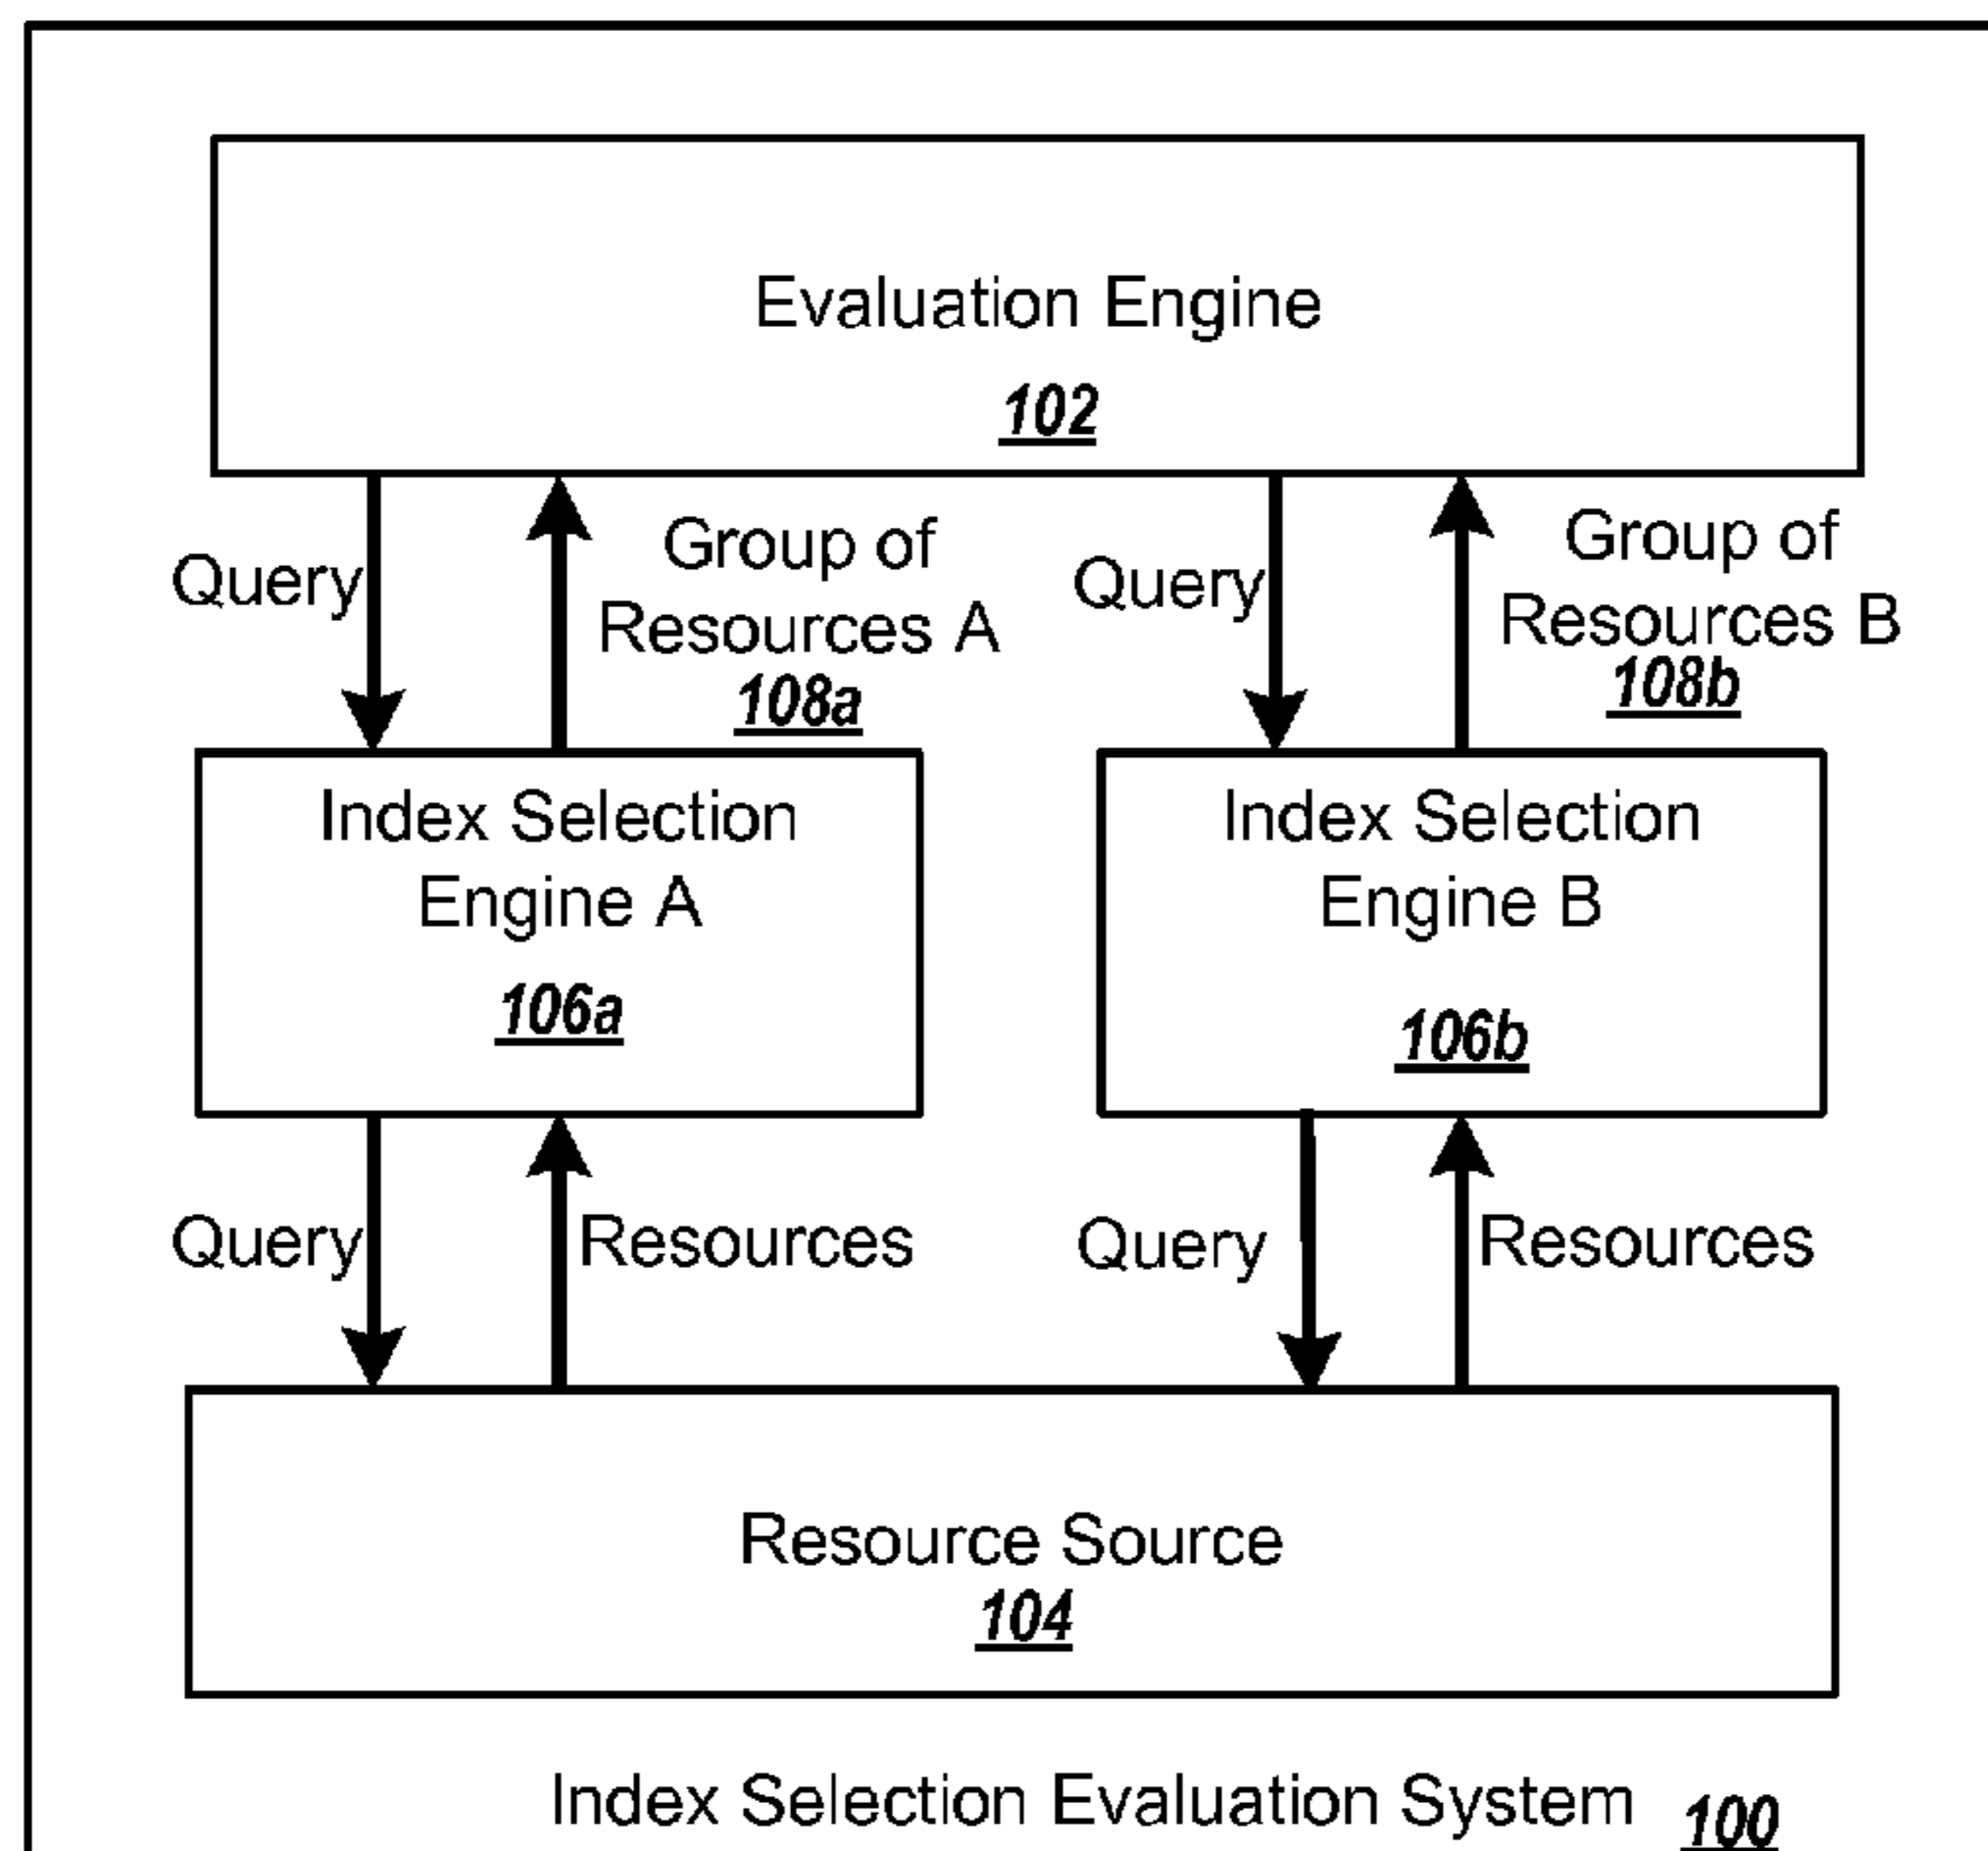 Evaluation Engine
102
Query
Group of
Resources A
108a
Query
Group of
Resources B
108b
Index Selection
Engine A
106a
Index Selection
Engine B
106b
Query
Resources
Query
Resources
Resource Source
104
Index Selection Evaluation System 100